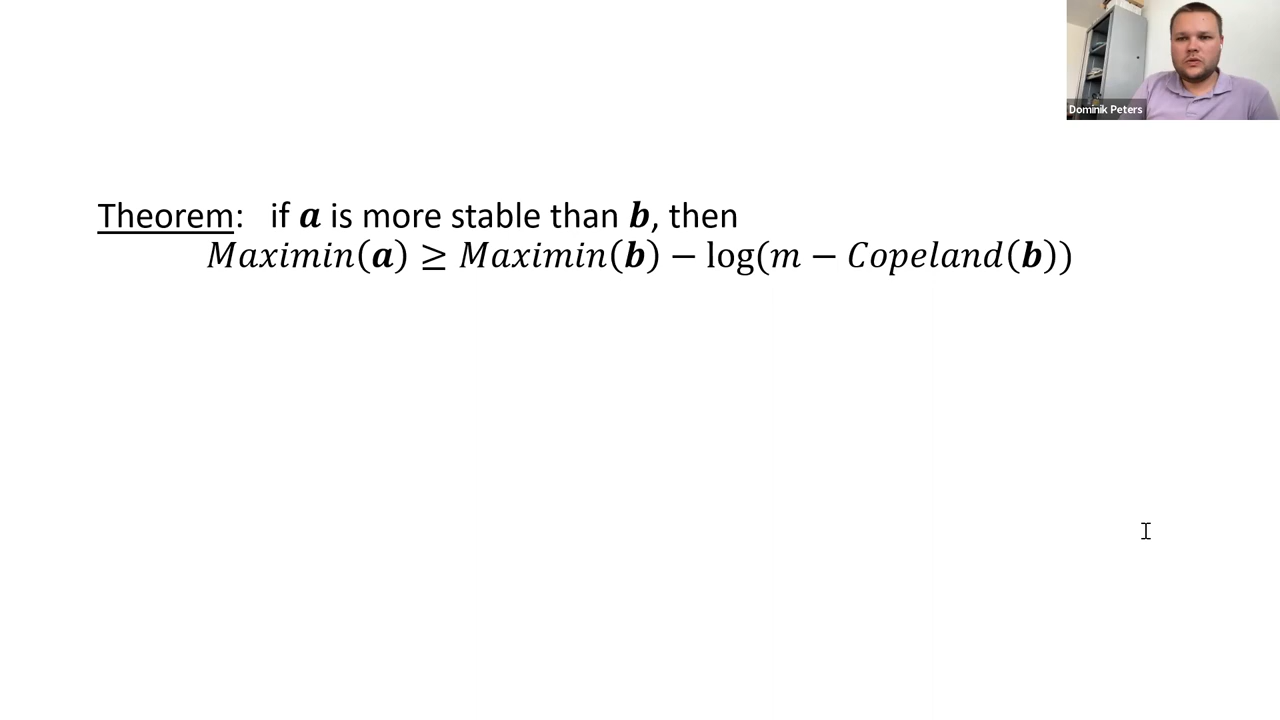 Dominik Peters
Theorem: if a is more stable than b, then
Maximin(a) ≥ Maximin(b) − log(m − Copeland(b))